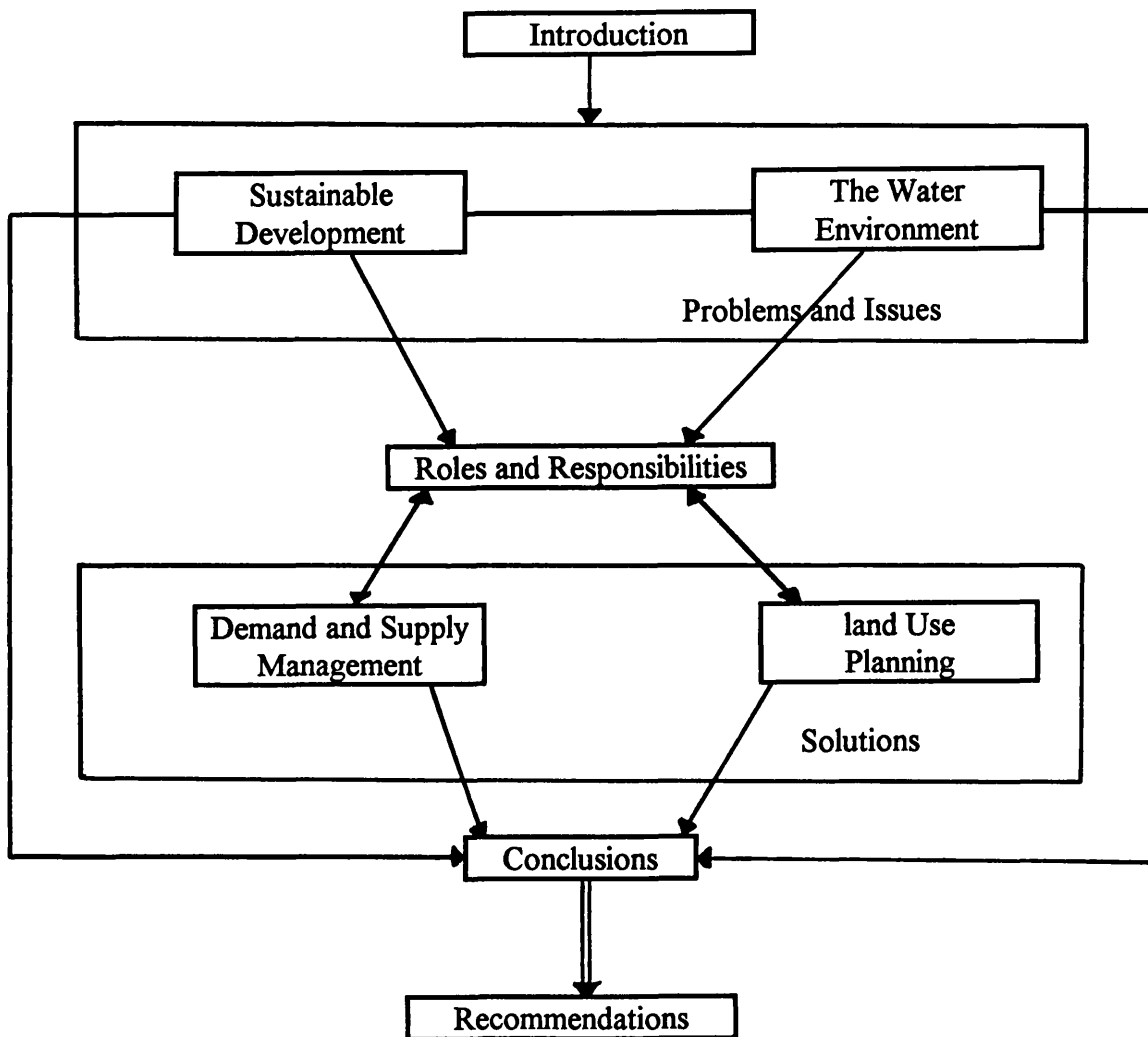 Introduction
Sustainable
Development
The Water
Environment
Problems and Issues
Roles and Responsibilities
Demand and Supply
Management
land Use
Planning
Solutions
Conclusions
Recommendations